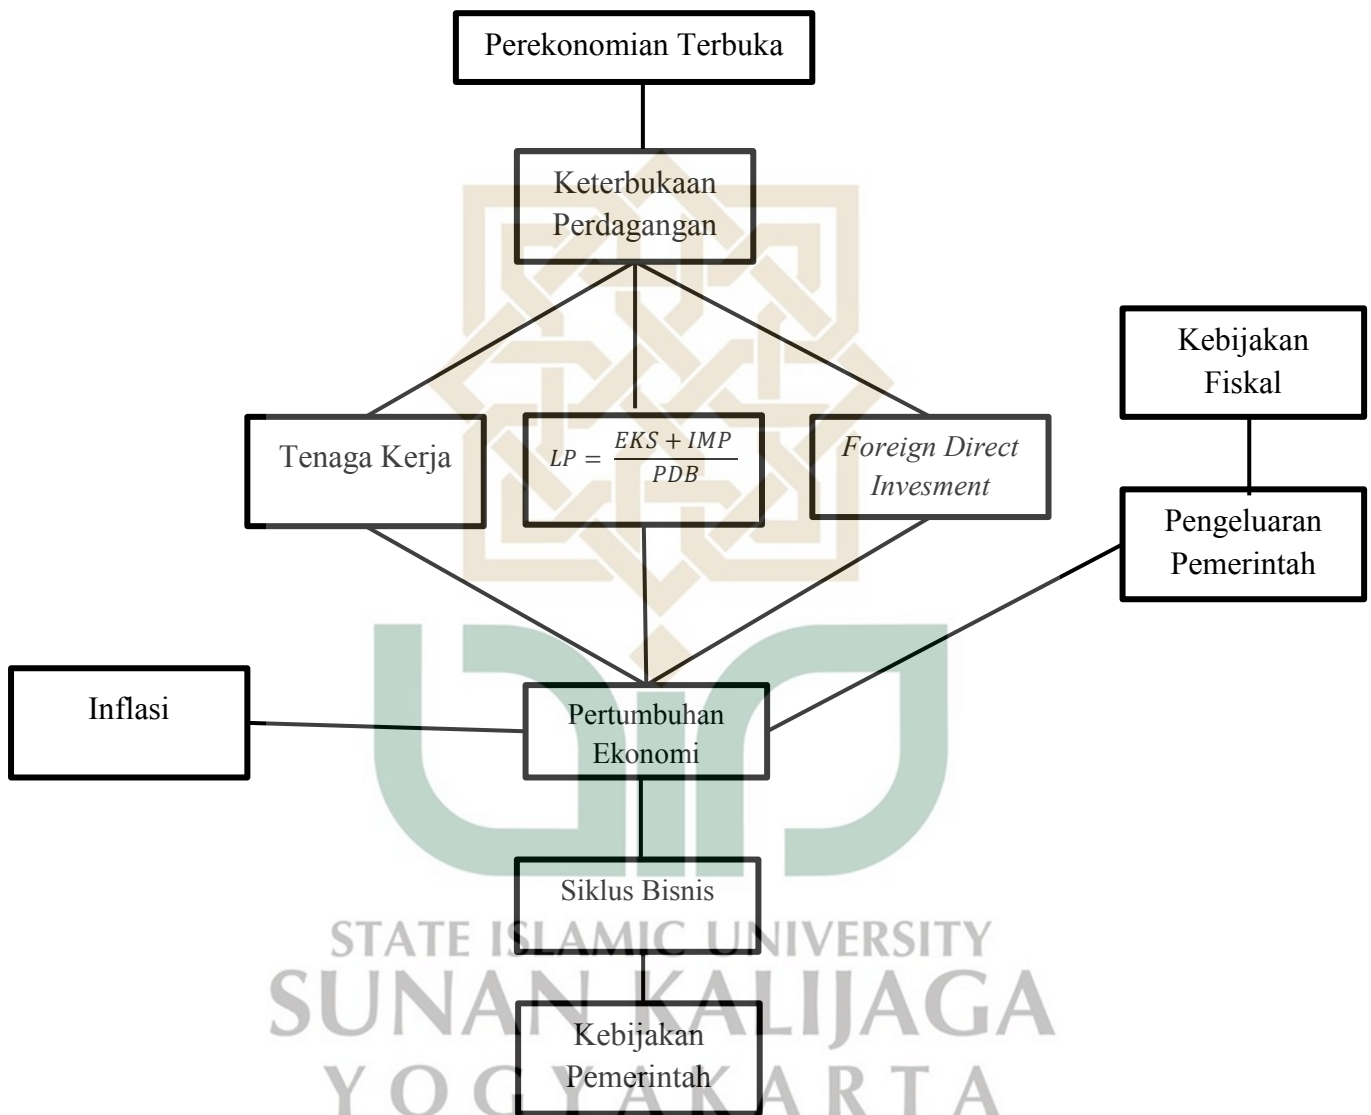 Perekonomian Terbuka
Keterbukaan
Perdagangan
Kebijakan
Fiskal
Tenaga Kerja
LP = \frac{EKS + IMP}{PDB}
Foreign Direct
Invesment
Pengeluaran
Pemerintah
Inflasi
Pertumbuhan
Ekonomi
Siklus Bisnis
STATE ISLAMIC UNIVERSITY
SUNAN KALIJAGA
Kebijakan
Pemerintah
YOGYAKARTA